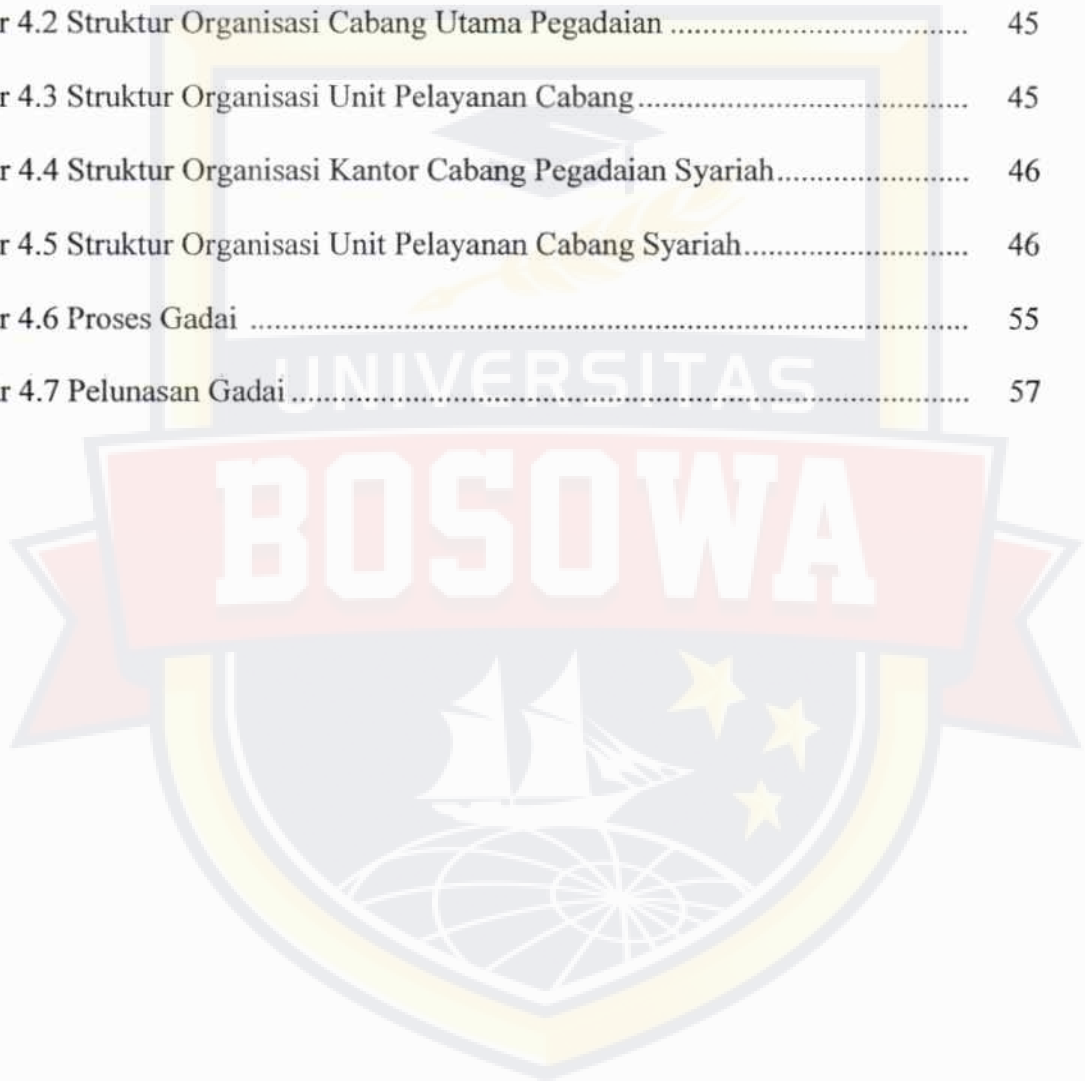 r 4.2 Struktur Organisasi Cabang Utama Pegadaian .................................. 45
r 4.3 Struktur Organisasi Unit Pelayanan Cabang ...................................... 45
r 4.4 Struktur Organisasi Kantor Cabang Pegadaian Syariah ...................... 46
r 4.5 Struktur Organisasi Unit Pelayanan Cabang Syariah .......................... 46
r 4.6 Proses Gadai .................................................................................... 55
r 4.7 Pelunasan Gadai ............................................................................... 57
UNIVERSITAS
BOSOWA